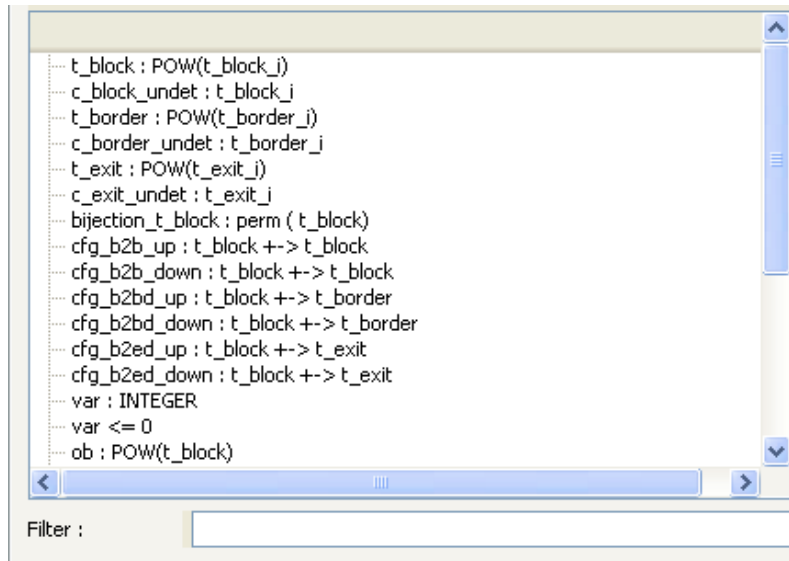 t_block : POW(t_block_i)
c_block_undet : t_block_i
t_border : POW(t_border_i)
c_border_undet : t_border_i
t_exit : POW(t_exit_i)
c_exit_undet : t_exit_i
bijection_t_block : perm ( t_block)
cfg_b2b_up : t_block +-> t_block
cfg_b2b_down : t_block +-> t_block
cfg_b2bd_up : t_block +-> t_border
cfg_b2bd_down : t_block +-> t_border
cfg_b2ed_up : t_block +-> t_exit
cfg_b2ed_down : t_block +-> t_exit
var : INTEGER
var <= 0
ob : POW(t_block)
Filter :